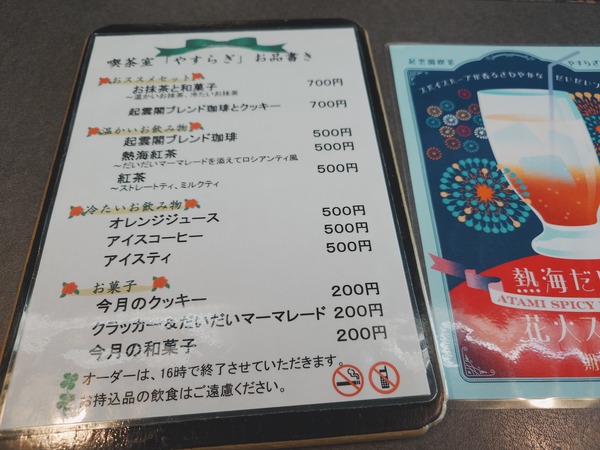 喫茶室「やすらぎ」お品書き
おススメセット
お抹茶と和菓子 700円
～温かいお抹茶、冷たいお抹茶
起雲閣ブレンド珈琲とクッキー 700円
温かいお飲み物
起雲閣ブレンド珈琲 500円
熱海紅茶 500円
～だいだいマーマレードを添えてロシアンティ風
紅茶 500円
～ストレートティ、ミルクティ
冷たいお飲み物
オレンジジュース 500円
アイスコーヒー 500円
アイスティ 500円
お菓子
今月のクッキー 200円
クラッカー&だいだいマーマレード 200円
今月の和菓子 200円
オーダーは、16時で終了させていただきます。
お持込品の飲食はご遠慮ください。
起雲閣喫茶 やすら
熱海だ
ATAMI SPICY
花火ス